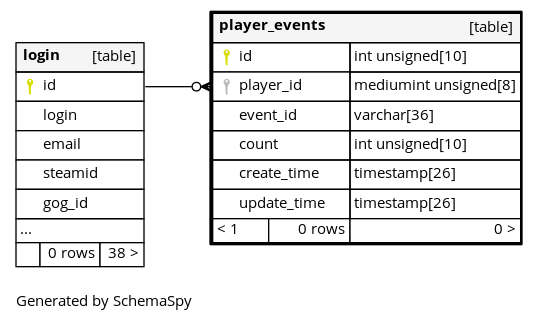 login [table]
id
login
email
steamid
gog_id
...
0 rows 38 >
player_events [table]
id int unsigned[10]
player_id mediumint unsigned[8]
event_id varchar[36]
count int unsigned[10]
create_time timestamp[26]
update_time timestamp[26]
< 1 0 rows 0 >
Generated by SchemaSpy